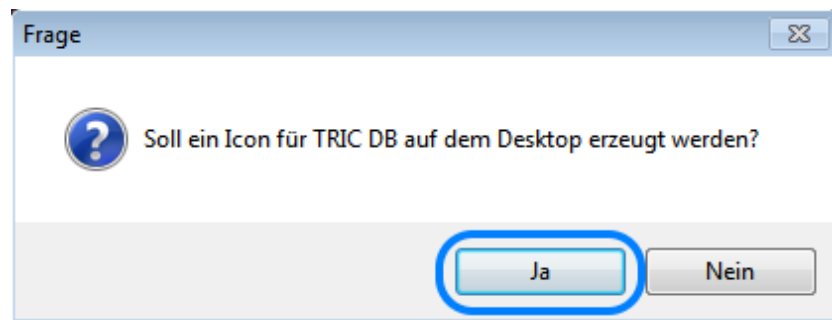 Frage
Soll ein Icon für TRIC DB auf dem Desktop erzeugt werden?
Ja
Nein